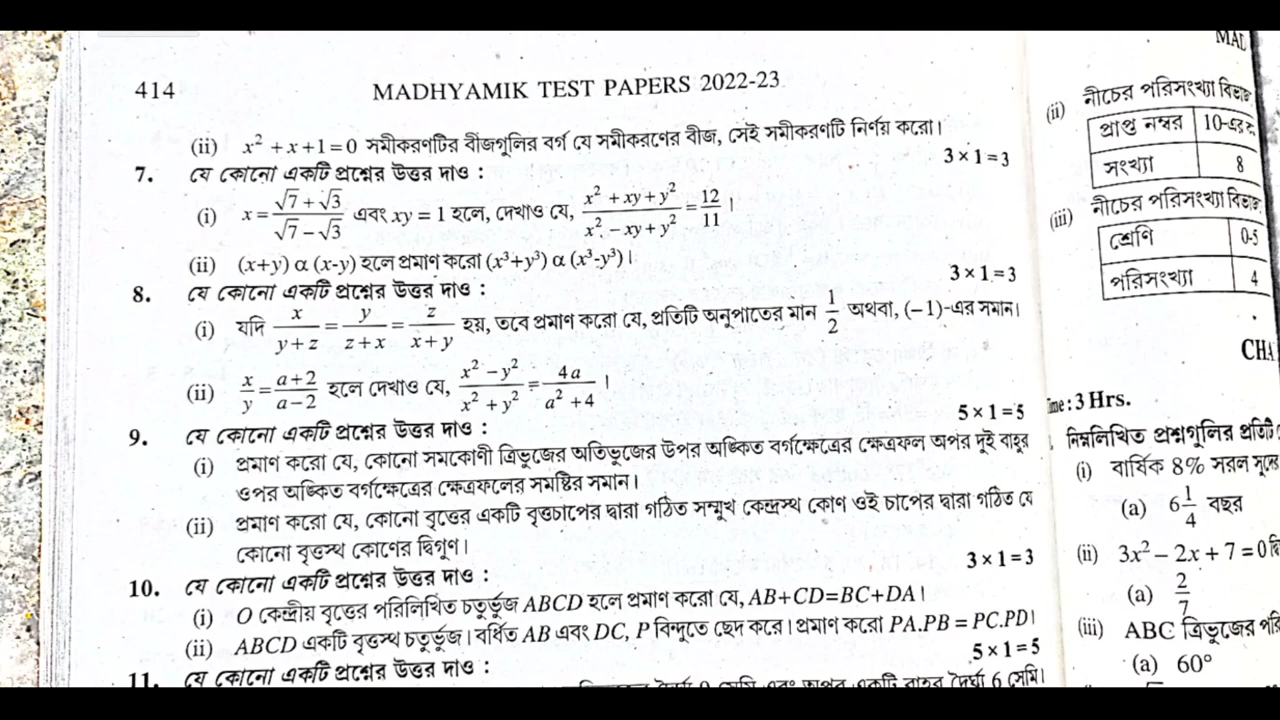 414
MADHYAMIK TEST PAPERS 2022-23
(ii) x² + x + 1 = 0 সমীকরণটির বীজগুলির বর্গ যে সমীকরণের বীজ, সেই সমীকরণটি নির্ণয় করো।
7. যে কোনো একটি প্রশ্নের উত্তর দাও : 3 × 1 = 3
(i) x = (√7 + √3)/(√7 − √3) এবং xy = 1 হলে, দেখাও যে, (x² + xy + y²)/(x² − xy + y²) = 12/11 ।
(ii) (x+y) α (x-y) হলে প্রমাণ করো (x³+y³) α (x³-y³)।
8. যে কোনো একটি প্রশ্নের উত্তর দাও : 3 × 1 = 3
(i) যদি x/(y+z) = y/(z+x) = z/(x+y) হয়, তবে প্রমাণ করো যে, প্রতিটি অনুপাতের মান 1/2 অথবা, (−1)-এর সমান।
(ii) x/y = (a+2)/(a−2) হলে দেখাও যে, (x² − y²)/(x² + y²) = 4a/(a² + 4) ।
9. যে কোনো একটি প্রশ্নের উত্তর দাও : 5 × 1 = 5
(i) প্রমাণ করো যে, কোনো সমকোণী ত্রিভুজের অতিভুজের উপর অঙ্কিত বর্গক্ষেত্রের ক্ষেত্রফল অপর দুই বাহুর
ওপর অঙ্কিত বর্গক্ষেত্রের ক্ষেত্রফলের সমষ্টির সমান।
(ii) প্রমাণ করো যে, কোনো বৃত্তের একটি বৃত্তচাপের দ্বারা গঠিত সম্মুখ কেন্দ্রস্থ কোণ ওই চাপের দ্বারা গঠিত যে
কোনো বৃত্তস্থ কোণের দ্বিগুণ।
10. যে কোনো একটি প্রশ্নের উত্তর দাও : 3 × 1 = 3
(i) O কেন্দ্রীয় বৃত্তের পরিলিখিত চতুর্ভুজ ABCD হলে প্রমাণ করো যে, AB+CD=BC+DA।
(ii) ABCD একটি বৃত্তস্থ চতুর্ভুজ। বর্ধিত AB এবং DC, P বিন্দুতে ছেদ করে। প্রমাণ করো PA.PB = PC.PD।
11. যে কোনো একটি প্রশ্নের উত্তর দাও : 5 × 1 = 5
এবং অপর একটি বাহুর দৈর্ঘ্য 6 সেমি।
(ii) নীচের পরিসংখ্যা
প্রাপ্ত নম্বর 10-এর
সংখ্যা 8
(iii) নীচের পরিসংখ্যা
শ্রেণি 0-5
পরিসংখ্যা 4
3 Hrs.
নিম্নলিখিত প্রশ্নগুলির প্রতিটি
(i) বার্ষিক 8% সরল
(a) 6 1/4 বছর
(ii) 3x² − 2x + 7 = 0
(a) 2/7
(iii) ABC ত্রিভুজের
(a) 60°